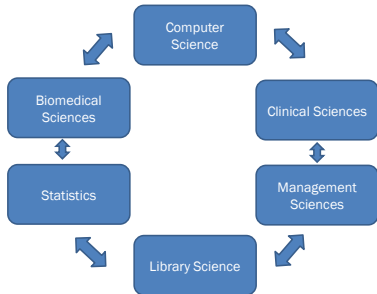 Computer
Science
Biomedical
Sciences
Clinical Sciences
Statistics
Management
Sciences
Library Science